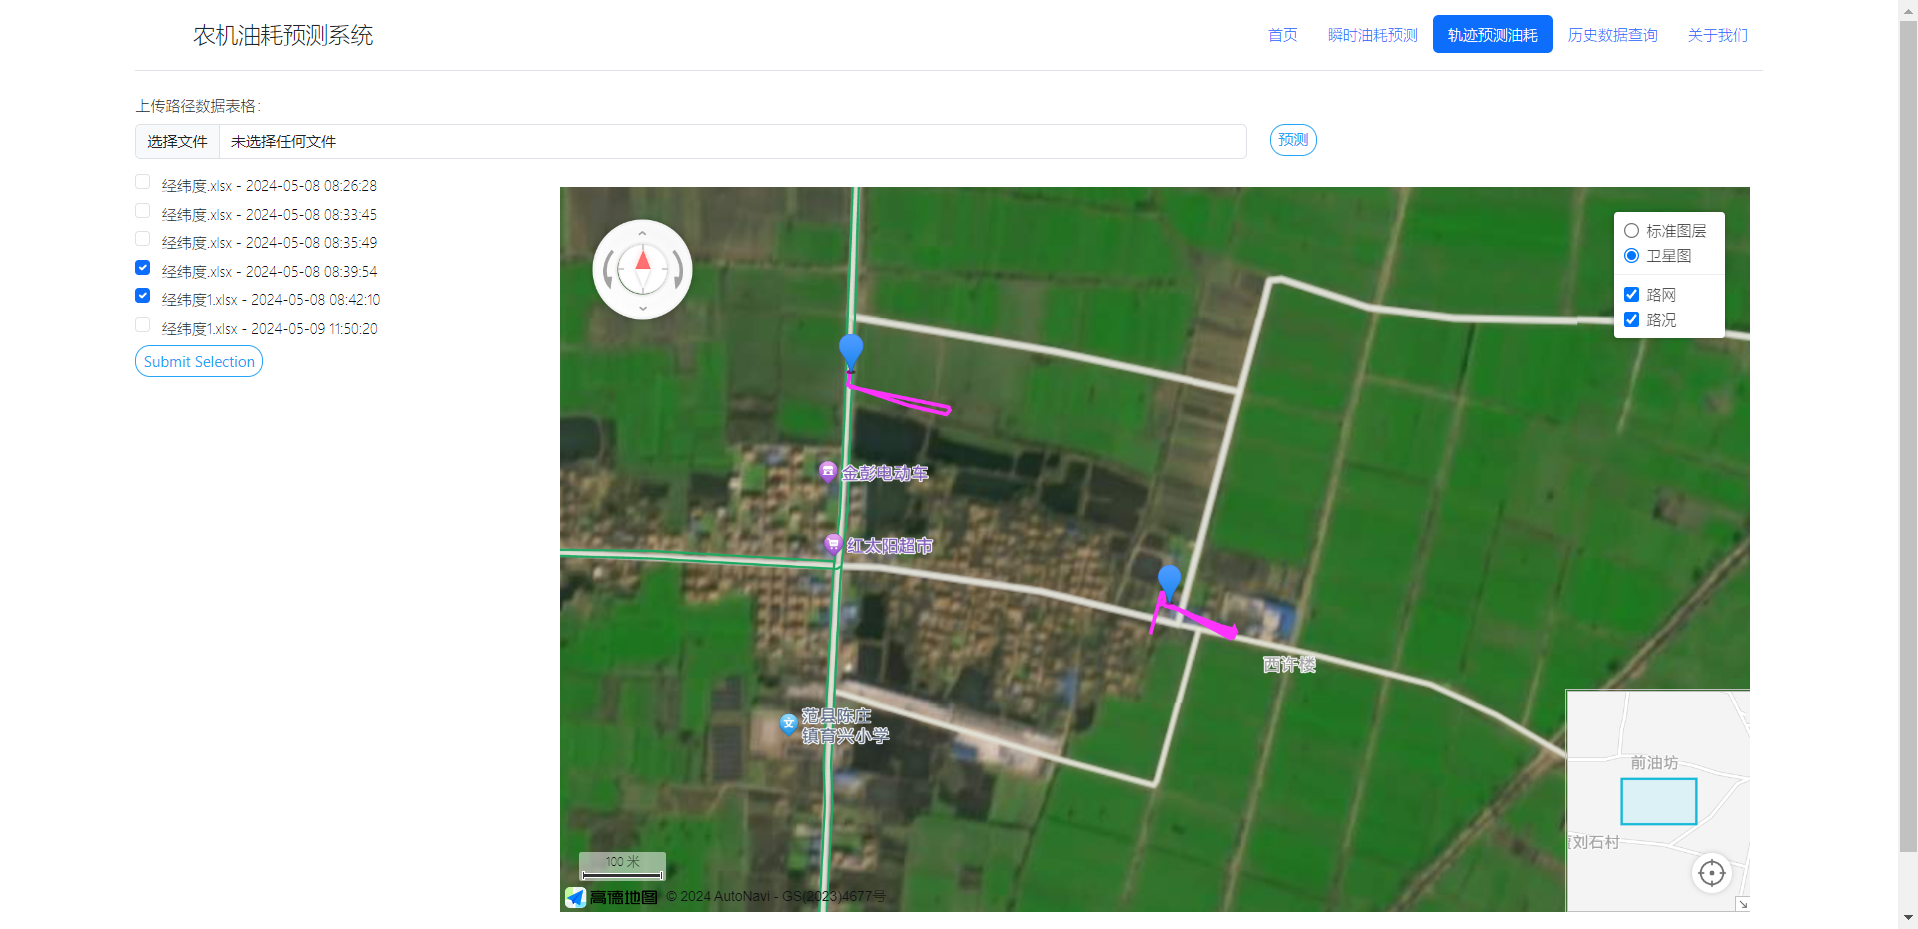 农机油耗预测系统
首页
瞬时油耗预测
轨迹预测油耗
历史数据查询
关于我们
上传路径数据表格:
选择文件
未选择任何文件
预测
经纬度.xlsx - 2024-05-08 08:26:28
经纬度.xlsx - 2024-05-08 08:33:45
经纬度.xlsx - 2024-05-08 08:35:49
经纬度.xlsx - 2024-05-08 08:39:54
经纬度1.xlsx - 2024-05-08 08:42:10
经纬度1.xlsx - 2024-05-09 11:50:20
Submit Selection
标准图层
卫星图
路网
路况
金彭电动车
红太阳超市
西许楼
文
范县陈庄
镇育兴小学
前油坊
刘石村
100 米
高德地图 © 2024 AutoNavi - GS(2023)4677号